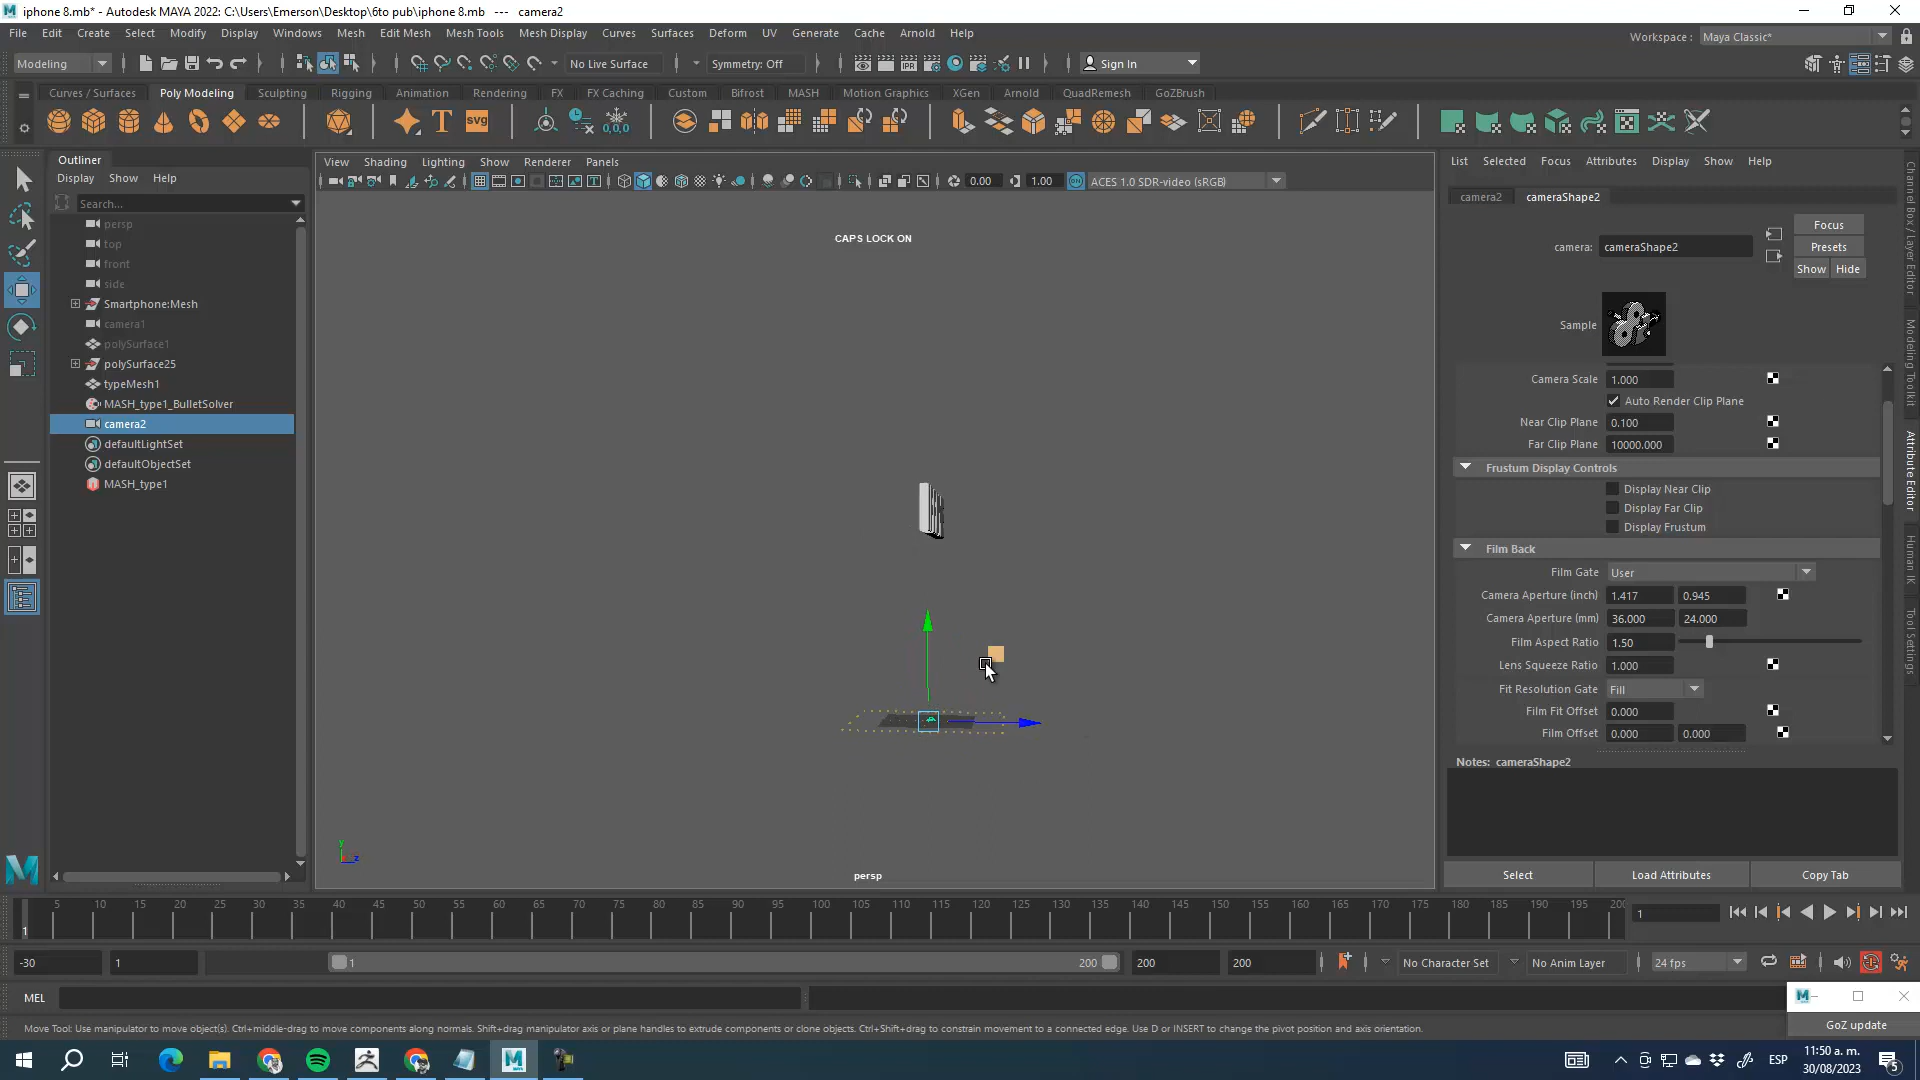 iphone 8.mb* - Autodesk MAYA 2022: C:\Users\Emerson\Desktop\6to pub\iphone 8.mb --- camera2
File Edit Create Select Modify Display Windows Mesh Edit Mesh Mesh Tools Mesh Display Curves Surfaces Deform UV Generate Cache Arnold Help
Workspace : Maya Classic*
Modeling No Live Surface Symmetry: Off Sign In
Curves / Surfaces Poly Modeling Sculpting Rigging Animation Rendering FX FX Caching Custom Bifrost MASH Motion Graphics XGen Arnold QuadRemesh GoZBrush
Outliner
Display Show Help
Search...
persp
top
front
side
Smartphone:Mesh
camera1
polySurface1
polySurface25
typeMesh1
MASH_type1_BulletSolver
camera2
defaultLightSet
defaultObjectSet
MASH_type1
View Shading Lighting Show Renderer Panels
0.00 1.00 ACES 1.0 SDR-video (sRGB)
CAPS LOCK ON
persp
List Selected Focus Attributes Display Show Help
camera2 cameraShape2
camera: cameraShape2
Focus
Presets
Show Hide
Sample
Camera Scale 1.000
Auto Render Clip Plane
Near Clip Plane 0.100
Far Clip Plane 10000.000
Frustum Display Controls
Display Near Clip
Display Far Clip
Display Frustum
Film Back
Film Gate User
Camera Aperture (inch) 1.417 0.945
Camera Aperture (mm) 36.000 24.000
Film Aspect Ratio 1.50
Lens Squeeze Ratio 1.000
Fit Resolution Gate Fill
Film Fit Offset 0.000
Film Offset 0.000 0.000
Notes: cameraShape2
Select Load Attributes Copy Tab
Channel Box / Layer Editor
Modeling Toolkit
Attribute Editor
Human IK
Tool Settings
5 10 15 20 25 30 35 40 45 50 55 60 65 70 75 80 85 90 95 100 105 110 115 120 125 130 135 140 145 150 155 160 165 170 175 180 185 190 195 200
1
1
-30 1 1 200 200 200 No Character Set No Anim Layer 24 fps
MEL
GoZ update
Move Tool: Use manipulator to move object(s). Ctrl+middle-drag to move components along normals. Shift+drag manipulator axis or plane handles to extrude components or clone objects. Ctrl+Shift+drag to constrain movement to a connected edge. Use D or INSERT to change the pivot position and axis orientation.
ESP
11:50 a. m.
30/08/2023
5